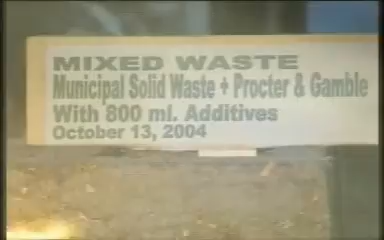 MIXED WASTE
Municipal Solid Waste + Procter & Gamble
With 800 ml. Additives
October 13, 2004